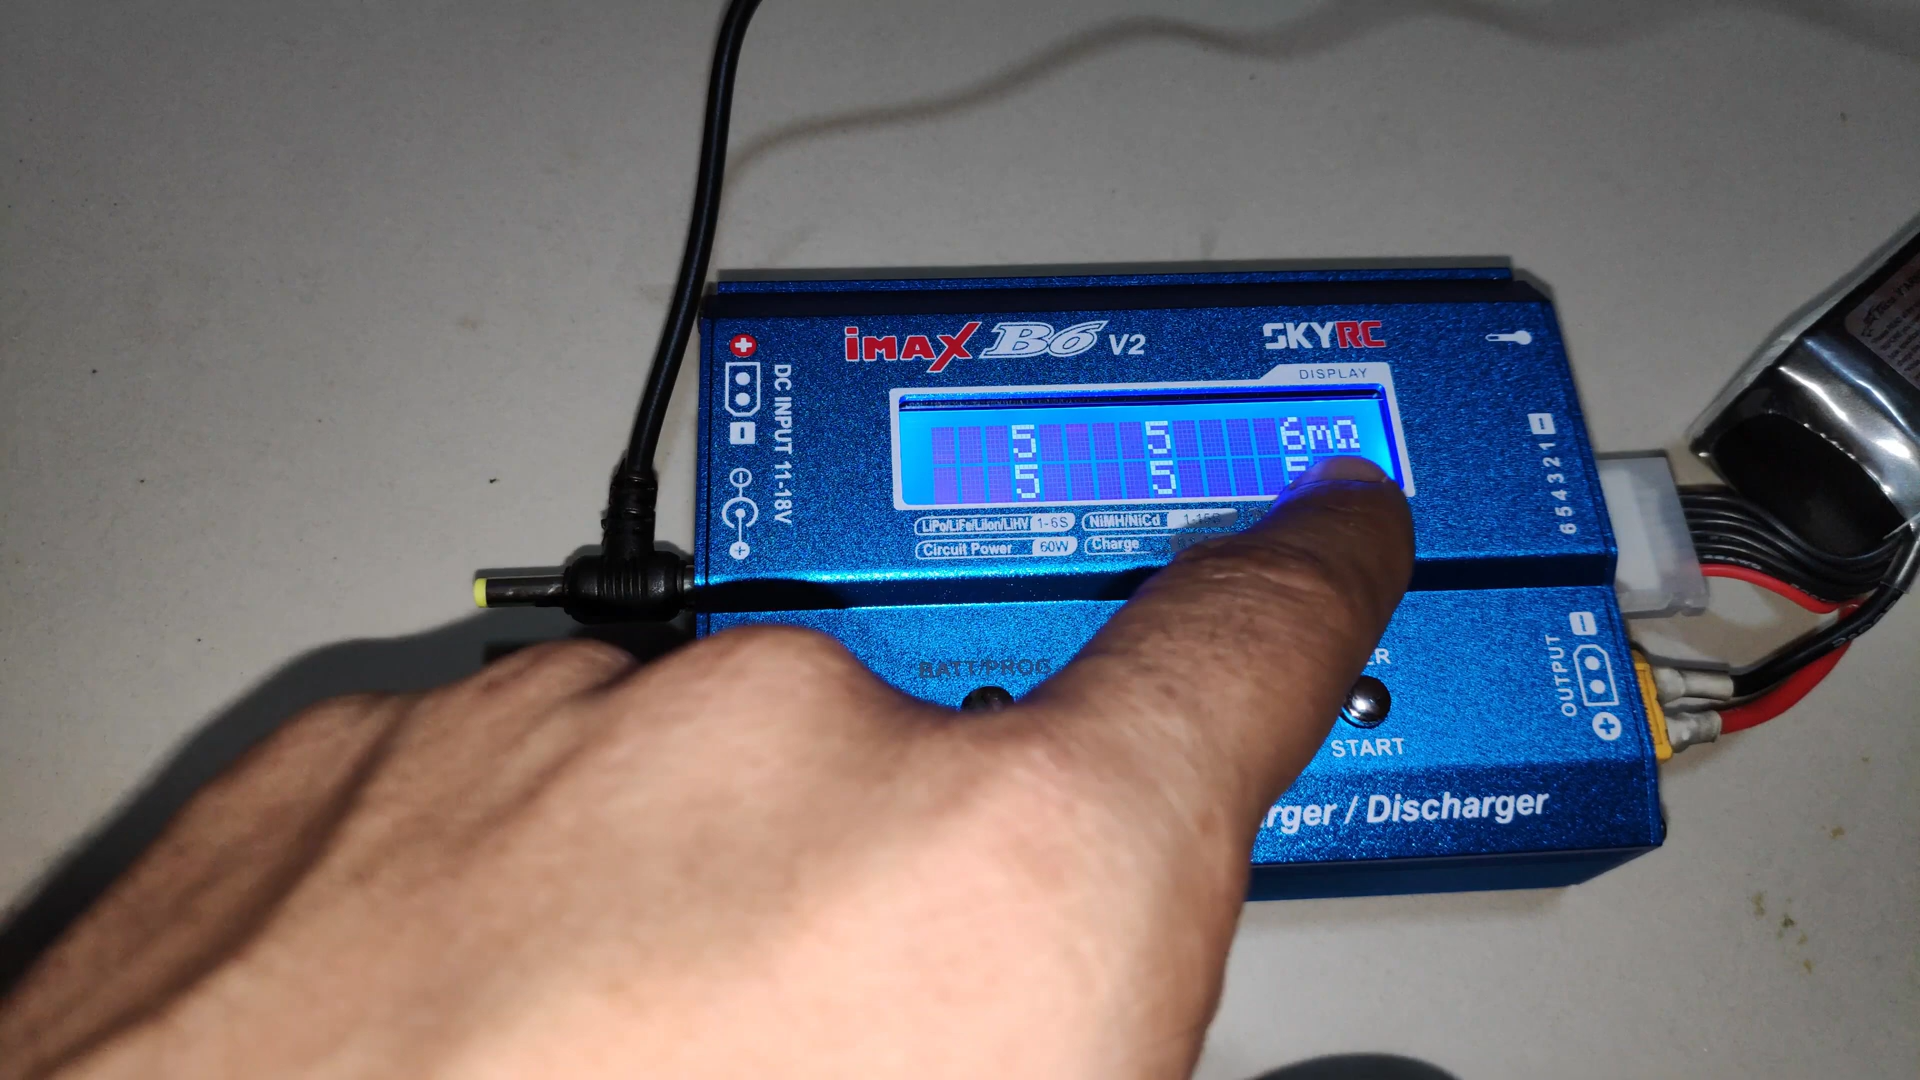 iMAX B6 V2
SKYRC
DISPLAY
DC INPUT 11-18V
5 5 6mΩ
5 5
LiPo/LiFe/LiIon/LiHV 1-6S
NiMH/NiCd
Circuit Power 60W
Charge
6 5 4 3 2 1
BATT/PROG
START
OUTPUT
rger / Discharger